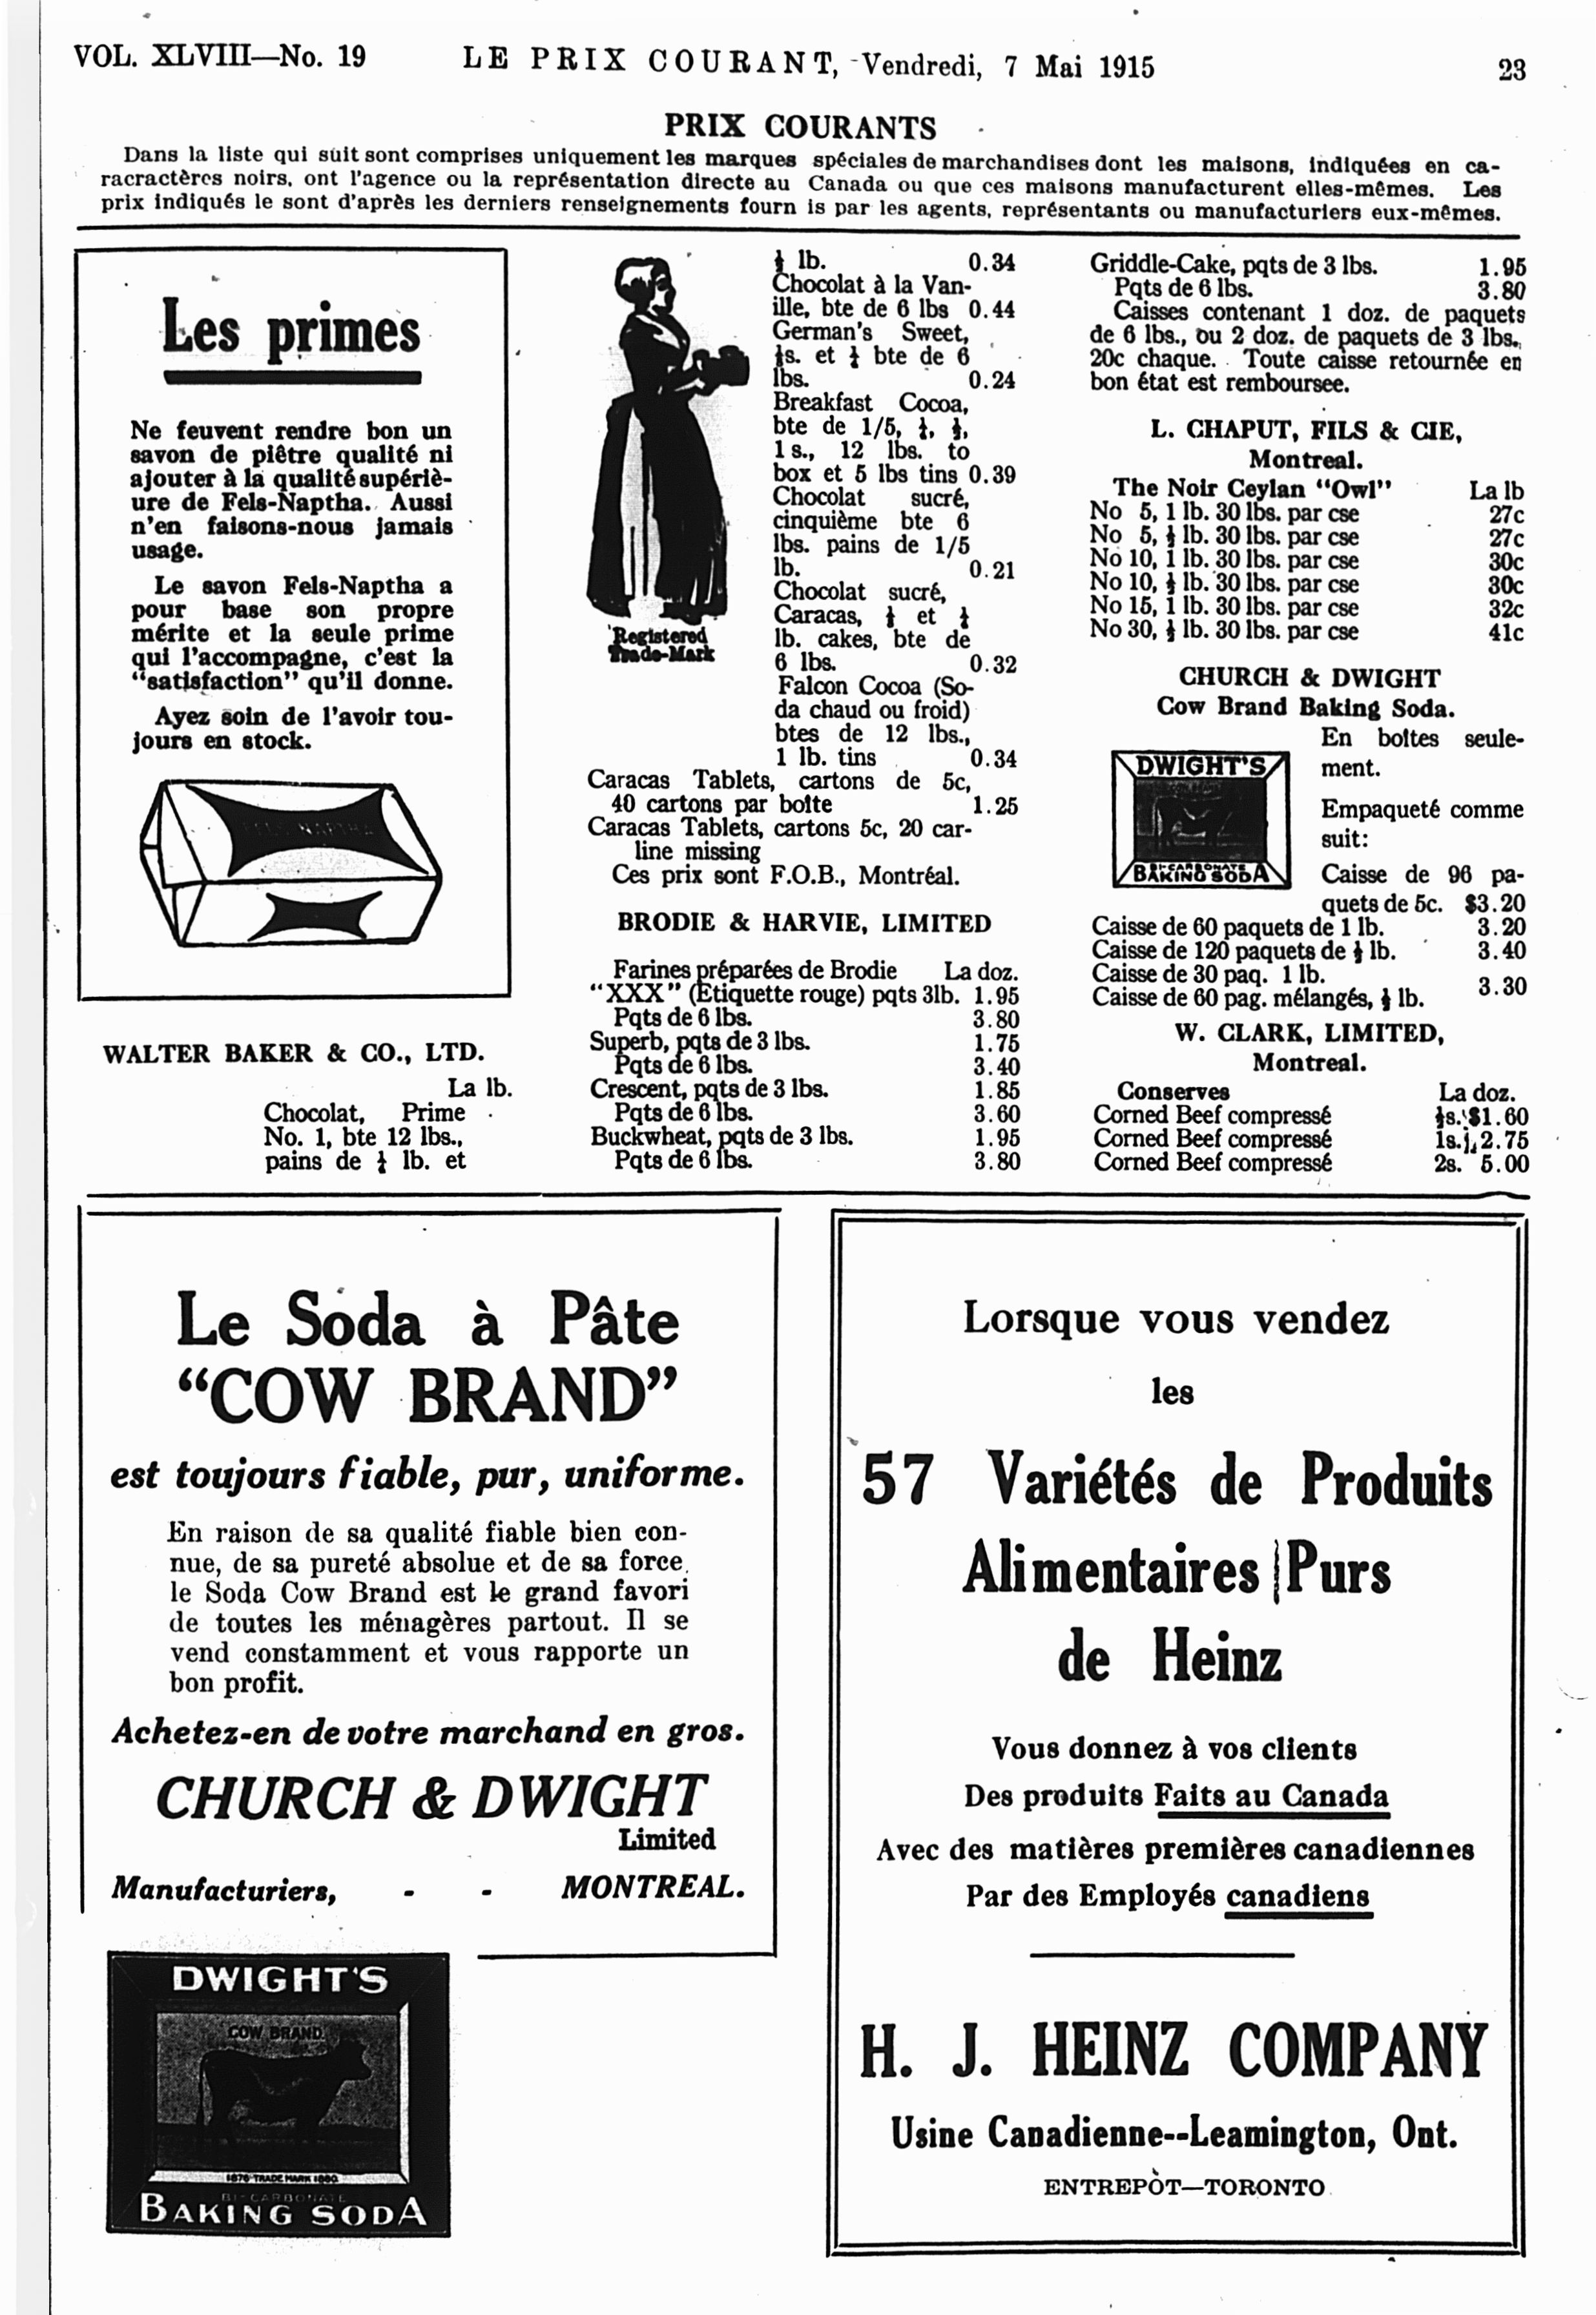 VOL. XLVIII—No. 19 LE PRIX COURANT, Vendredi, 7 Mai 1915 23
PRIX COURANTS
Dans la liste qui suit sont comprises uniquement les marques spéciales de marchandises dont les maisons, indiquées en ca-
racractères noirs, ont l'agence ou la représentation directe au Canada ou que ces maisons manufacturent elles-mêmes. Les
prix indiqués le sont d'après les derniers renseignements fourn is par les agents, représentants ou manufacturiers eux-mêmes.
Les primes
Ne feuvent rendre bon un
savon de piêtre qualité ni
ajouter à la qualité supériè-
ure de Fels-Naptha. Aussi
n'en faisons-nous jamais
usage.
Le savon Fels-Naptha a
pour base son propre
mérite et la seule prime
qui l'accompagne, c'est la
"satisfaction" qu'il donne.
Ayez soin de l'avoir tou-
jours en stock.
FELS-NAPTHA
WALTER BAKER & CO., LTD.
La lb.
Chocolat, Prime
No. 1, bte 12 lbs.,
pains de ¼ lb. et
Registered
Trade-Mark
½ lb. 0.34
Chocolat à la Van-
ille, bte de 6 lbs 0.44
German's Sweet,
s. et bte de 6
lbs. 0.24
Breakfast Cocoa,
bte de 1/5, ¼, ½,
1 s., 12 lbs. to
box et 5 lbs tins 0.39
Chocolat sucré,
cinquième bte 6
lbs. pains de 1/5
lb. 0.21
Chocolat sucré,
Caracas, et
lb. cakes, bte de
6 lbs. 0.32
Falcon Cocoa (So-
da chaud ou froid)
btes de 12 lbs.,
1 lb. tins 0.34
Caracas Tablets, cartons de 5c,
40 cartons par boîte 1.25
Caracas Tablets, cartons 5c, 20 car-
line missing
Ces prix sont F.O.B., Montréal.
BRODIE & HARVIE, LIMITED
Farines préparées de Brodie La doz.
"XXX" (Etiquette rouge) pqts 3lb. 1.95
Pqts de 6 lbs. 3.80
Superb, pqts de 3 lbs. 1.75
Pqts de 6 lbs. 3.40
Crescent, pqts de 3 lbs. 1.85
Pqts de 6 lbs. 3.60
Buckwheat, pqts de 3 lbs. 1.95
Pqts de 6 lbs. 3.80
Griddle-Cake, pqts de 3 lbs. 1.95
Pqts de 6 lbs. 3.80
Caisses contenant 1 doz. de paquets
de 6 lbs., ou 2 doz. de paquets de 3 lbs.,
20c chaque. Toute caisse retournée en
bon état est remboursee.
L. CHAPUT, FILS & CIE,
Montreal.
The Noir Ceylan "Owl" La lb
No 5, 1 lb. 30 lbs. par cse 27c
No 5, ½ lb. 30 lbs. par cse 27c
No 10, 1 lb. 30 lbs. par cse 30c
No 10, ½ lb. 30 lbs. par cse 30c
No 15, 1 lb. 30 lbs. par cse 32c
No 30, ½ lb. 30 lbs. par cse 41c
CHURCH & DWIGHT
Cow Brand Baking Soda.
DWIGHT'S
BI-CARBONATE
BAKING SODA
En boîtes seule-
ment.
Empaqueté comme
suit:
Caisse de 96 pa-
quets de 5c. $3.20
Caisse de 60 paquets de 1 lb. 3.20
Caisse de 120 paquets de ½ lb. 3.40
Caisse de 30 paq. 1 lb.
Caisse de 60 pag. mélangés, ½ lb. 3.30
W. CLARK, LIMITED,
Montreal.
Conserves La doz.
Corned Beef compressé ½s. $1.60
Corned Beef compressé 1s. 2.75
Corned Beef compressé 2s. 5.00
Le Soda à Pâte
"COW BRAND"
est toujours fiable, pur, uniforme.
En raison de sa qualité fiable bien con-
nue, de sa pureté absolue et de sa force,
le Soda Cow Brand est le grand favori
de toutes les ménagères partout. Il se
vend constamment et vous rapporte un
bon profit.
Achetez-en de votre marchand en gros.
CHURCH & DWIGHT
Limited
Manufacturiers, - - MONTREAL.
DWIGHT'S
COW BRAND
1876 TRADE MARK 1880
BI-CARBONATE
BAKING SODA
Lorsque vous vendez
les
57 Variétés de Produits
Alimentaires Purs
de Heinz
Vous donnez à vos clients
Des produits Faits au Canada
Avec des matières premières canadiennes
Par des Employés canadiens
H. J. HEINZ COMPANY
Usine Canadienne--Leamington, Ont.
ENTREPÒT—TORONTO